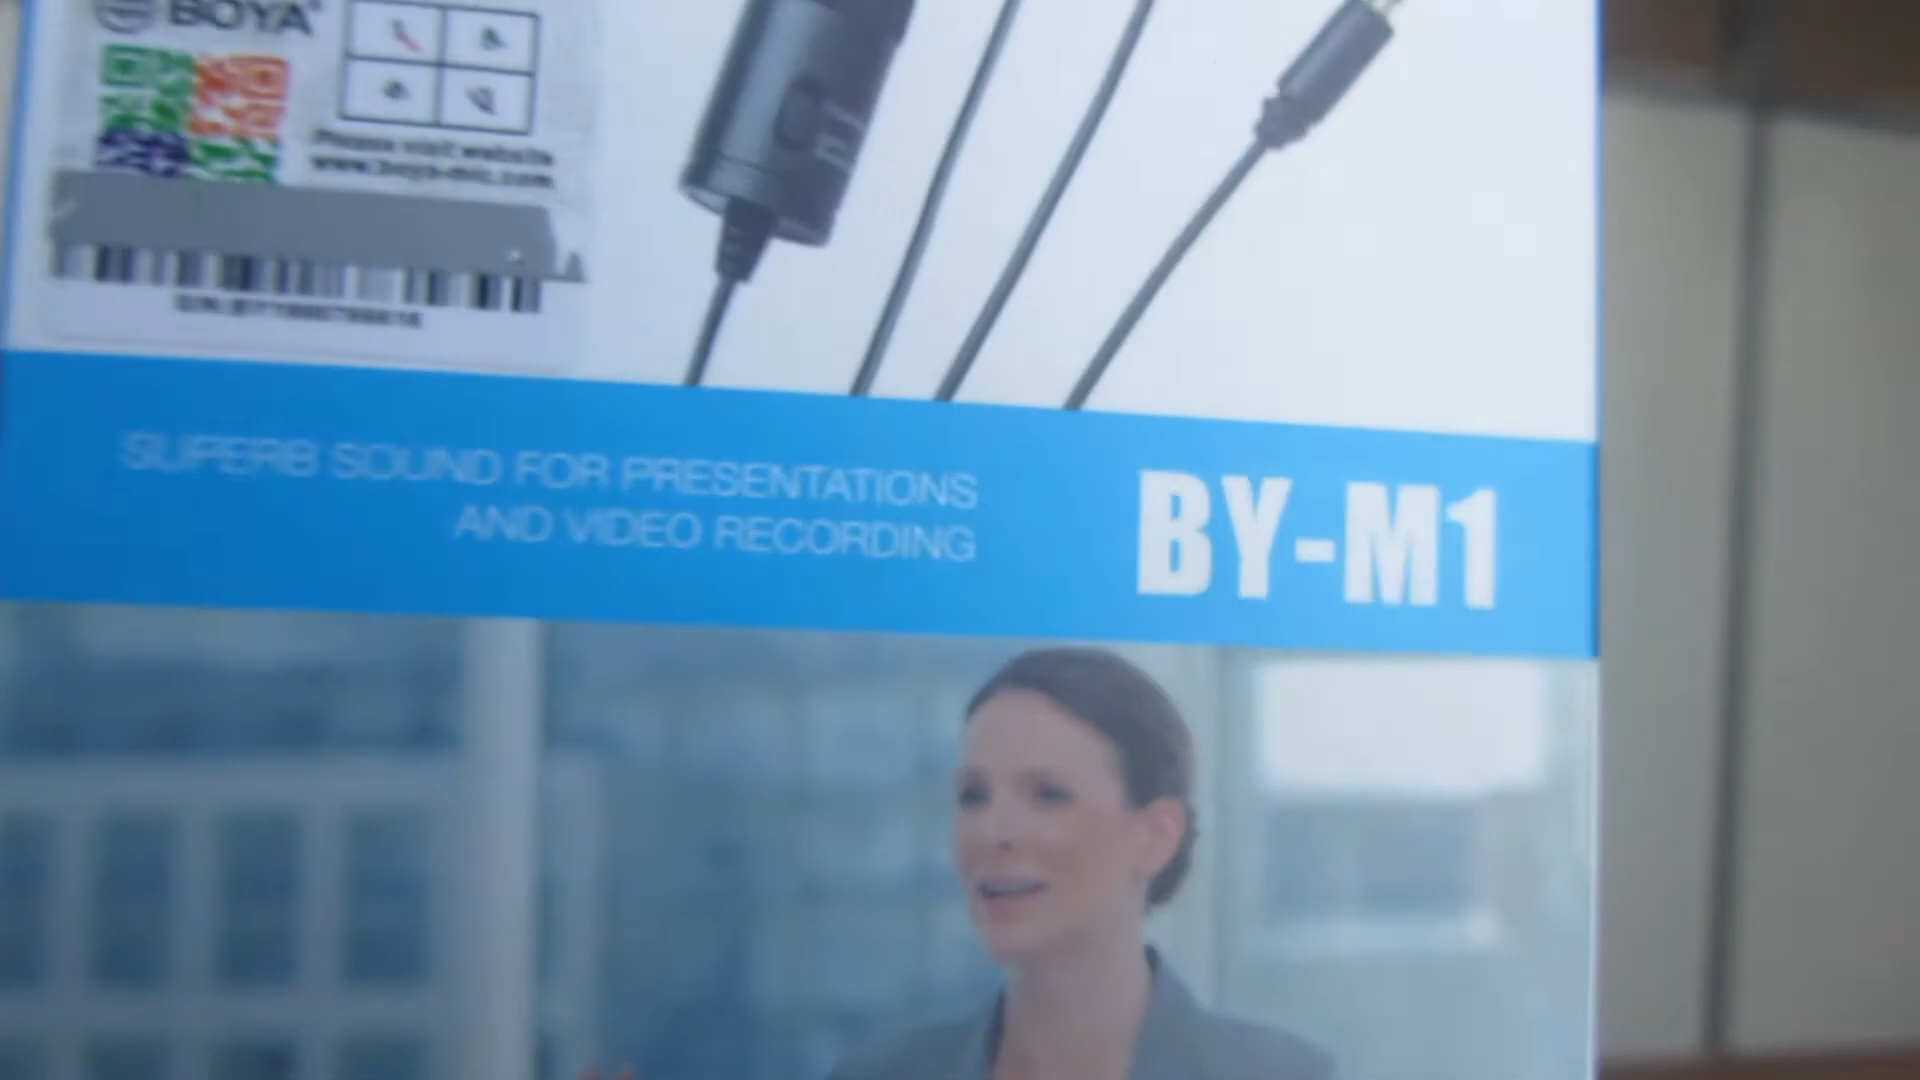 BOYA
Please visit website
www.boya-mic.com
SUPERB SOUND FOR PRESENTATIONS
AND VIDEO RECORDING
BY-M1